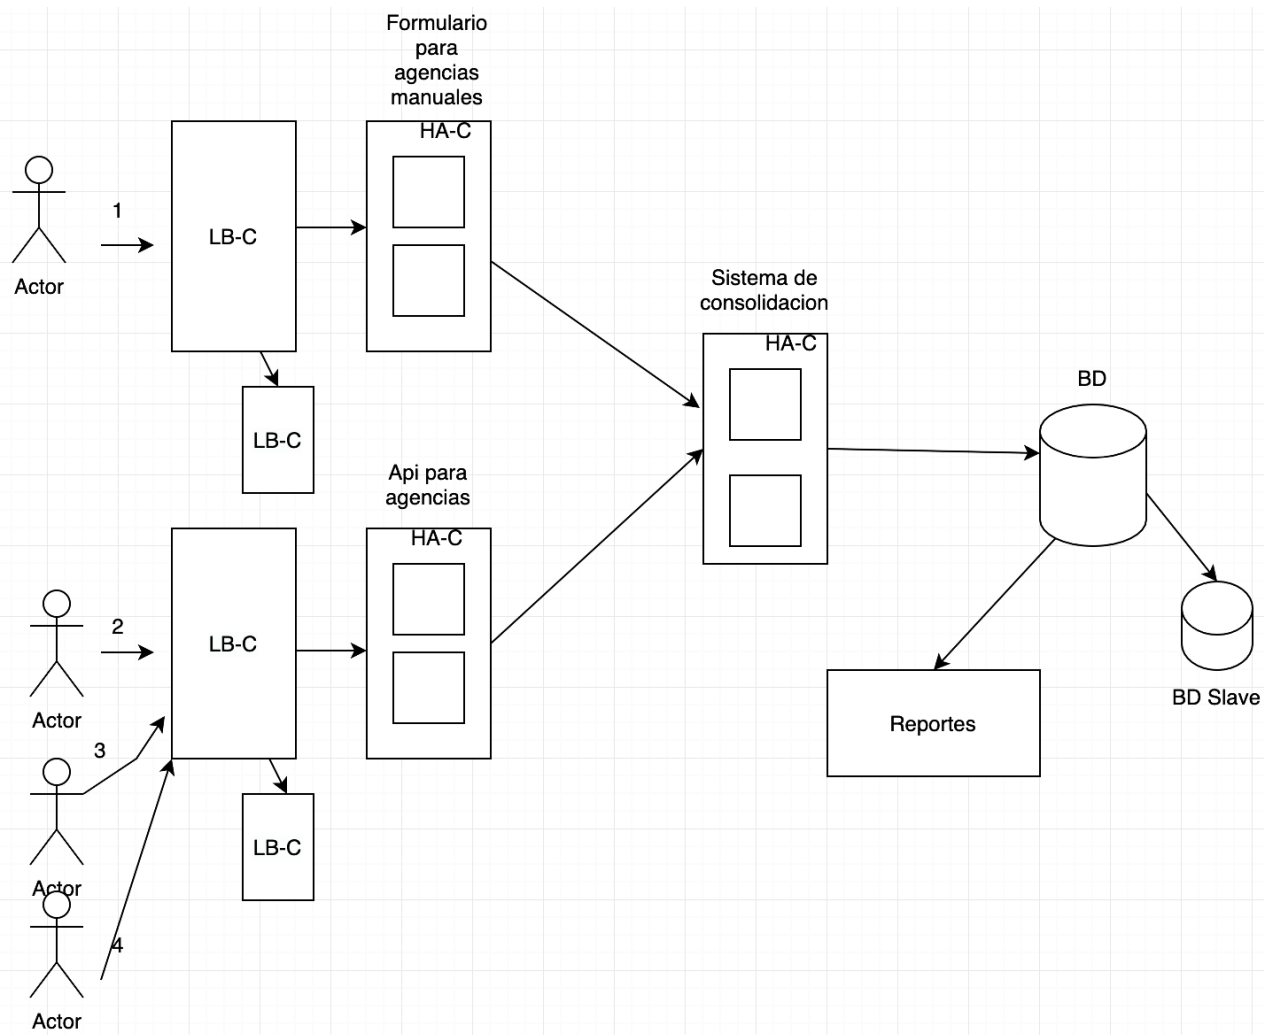 Formulario
para
agencias
manuales
HA-C
1
LB-C
Actor
LB-C
Sistema de
consolidacion
HA-C
BD
Api para
agencias
HA-C
2
LB-C
Actor
3
BD Slave
Reportes
LB-C
Actor
4
Actor